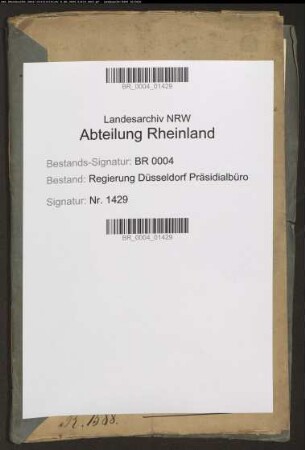 BR_0004_01429
Landesarchiv NRW
Abteilung Rheinland
Bestands-Signatur: BR 0004
Bestand: Regierung Düsseldorf Präsidialbüro
Signatur: Nr. 1429
BR_0004_01429